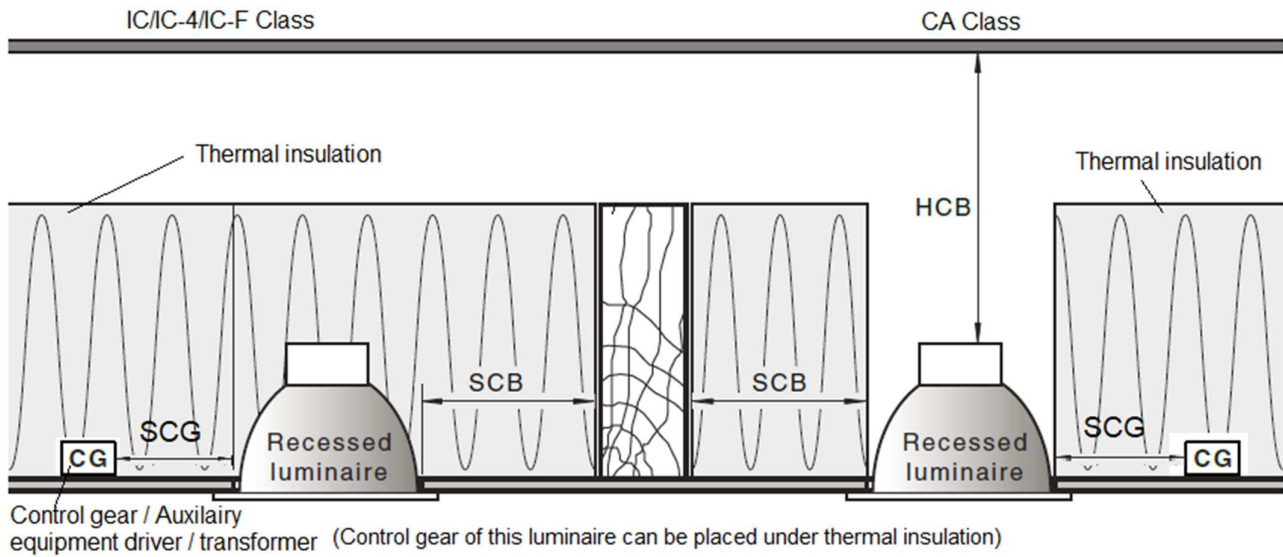 IC/IC-4/IC-F Class
CA Class
Thermal insulation
Thermal insulation
HCB
SCB
SCB
SCG
SCG
CG
Recessed
luminaire
Recessed
luminaire
CG
Control gear / Auxilairy
equipment driver / transformer
(Control gear of this luminaire can be placed under thermal insulation)